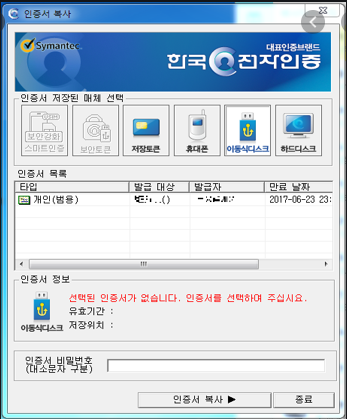 인증서 복사
Symantec
대표인증브랜드
한국전자인증
인증서 저장된 매체 선택
보안강화 스마트인증
보안토큰
저장토큰
휴대폰
이동식디스크
하드디스크
인증서 목록
타입 발급 대상 발급자 만료 날짜
개인(범용) 2017-06-23 23:
인증서 정보
선택된 인증서가 없습니다. 인증서를 선택하여 주십시요.
유효기간 :
저장위치 :
이동식디스크
인증서 비밀번호
(대소문자 구분)
인증서 복사 ▶ 종료